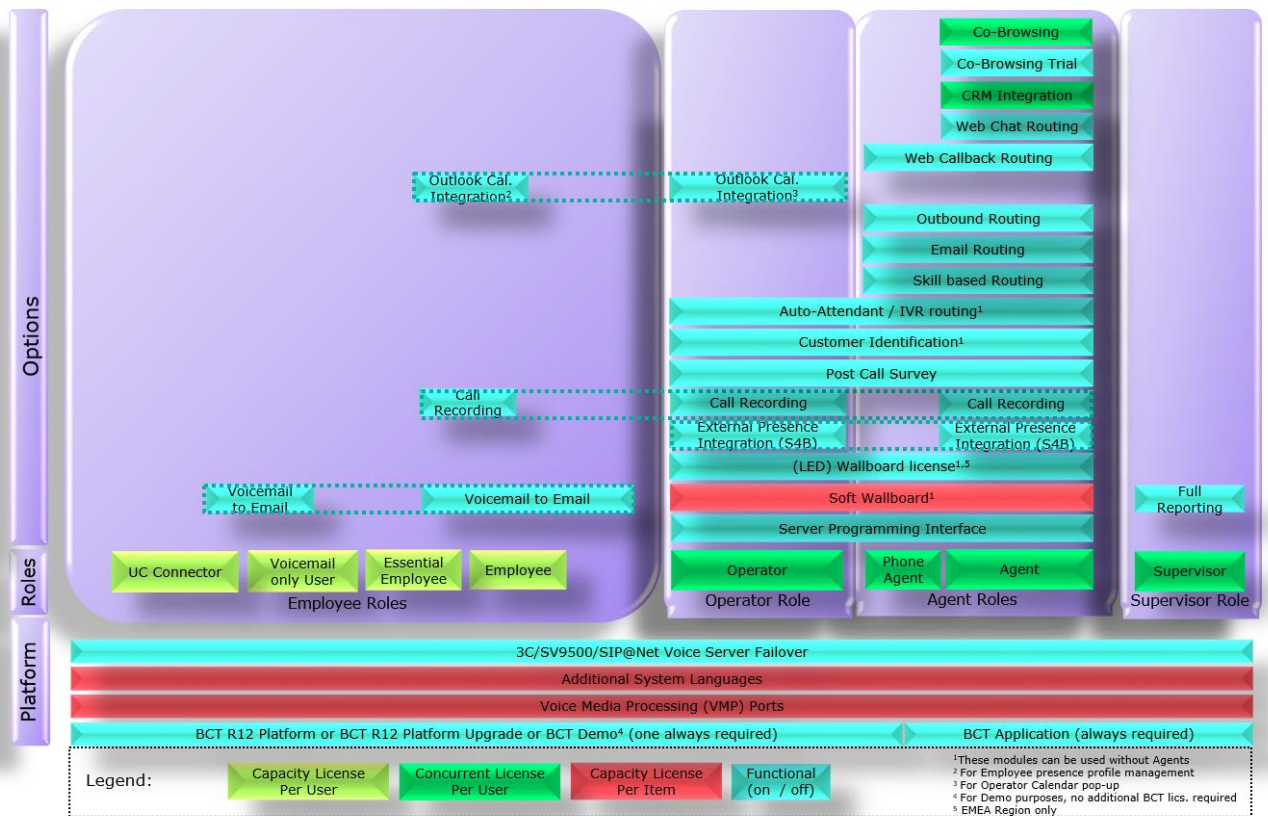 Co-Browsing
Co-Browsing Trial
CRM Integration
Web Chat Routing
Web Callback Routing
Outlook Cal.
Integration²
Outlook Cal.
Integration³
Outbound Routing
Email Routing
Skill based Routing
Auto-Attendant / IVR routing¹
Customer Identification¹
Post Call Survey
Call
Recording
Call Recording
Call Recording
External Presence
Integration (S4B)
External Presence
Integration (S4B)
(LED) Wallboard license¹,⁵
Voicemail
to Email
Voicemail to Email
Soft Wallboard¹
Full
Reporting
Server Programming Interface
Options
UC Connector
Voicemail
only User
Essential
Employee
Employee
Operator
Phone
Agent
Agent
Supervisor
Roles
Employee Roles
Operator Role
Agent Roles
Supervisor Role
Platform
3C/SV9500/SIP@Net Voice Server Failover
Additional System Languages
Voice Media Processing (VMP) Ports
BCT R12 Platform or BCT R12 Platform Upgrade or BCT Demo⁴ (one always required)
BCT Application (always required)
Legend:
Capacity License
Per User
Concurrent License
Per User
Capacity License
Per Item
Functional
(on / off)
¹These modules can be used without Agents
² For Employee presence profile management
³ For Operator Calendar pop-up
⁴ For Demo purposes, no additional BCT lics. required
⁵ EMEA Region only